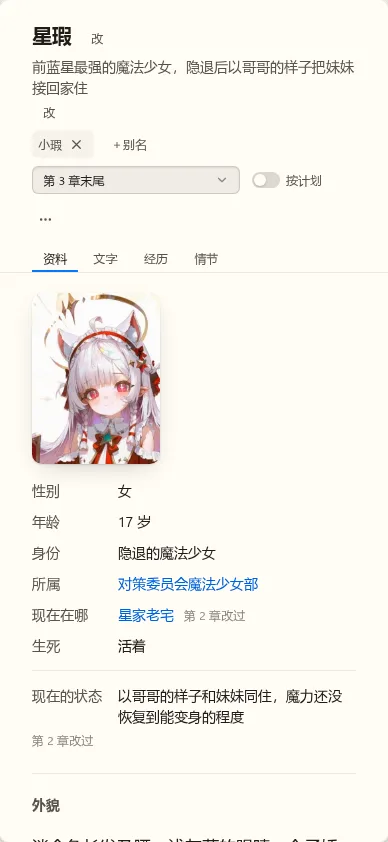 星瑕 改
前蓝星最强的魔法少女，隐退后以哥哥的样子把妹妹
接回家住
改
小瑕 × + 别名
第 3 章末尾 按计划
···
资料 文字 经历 情节
性别 女
年龄 17 岁
身份 隐退的魔法少女
所属 对策委员会魔法少女部
现在在哪 星家老宅 第 2 章改过
生死 活着
现在的状态 以哥哥的样子和妹妹同住，魔力还没
恢复到能变身的程度
第 2 章改过
外貌